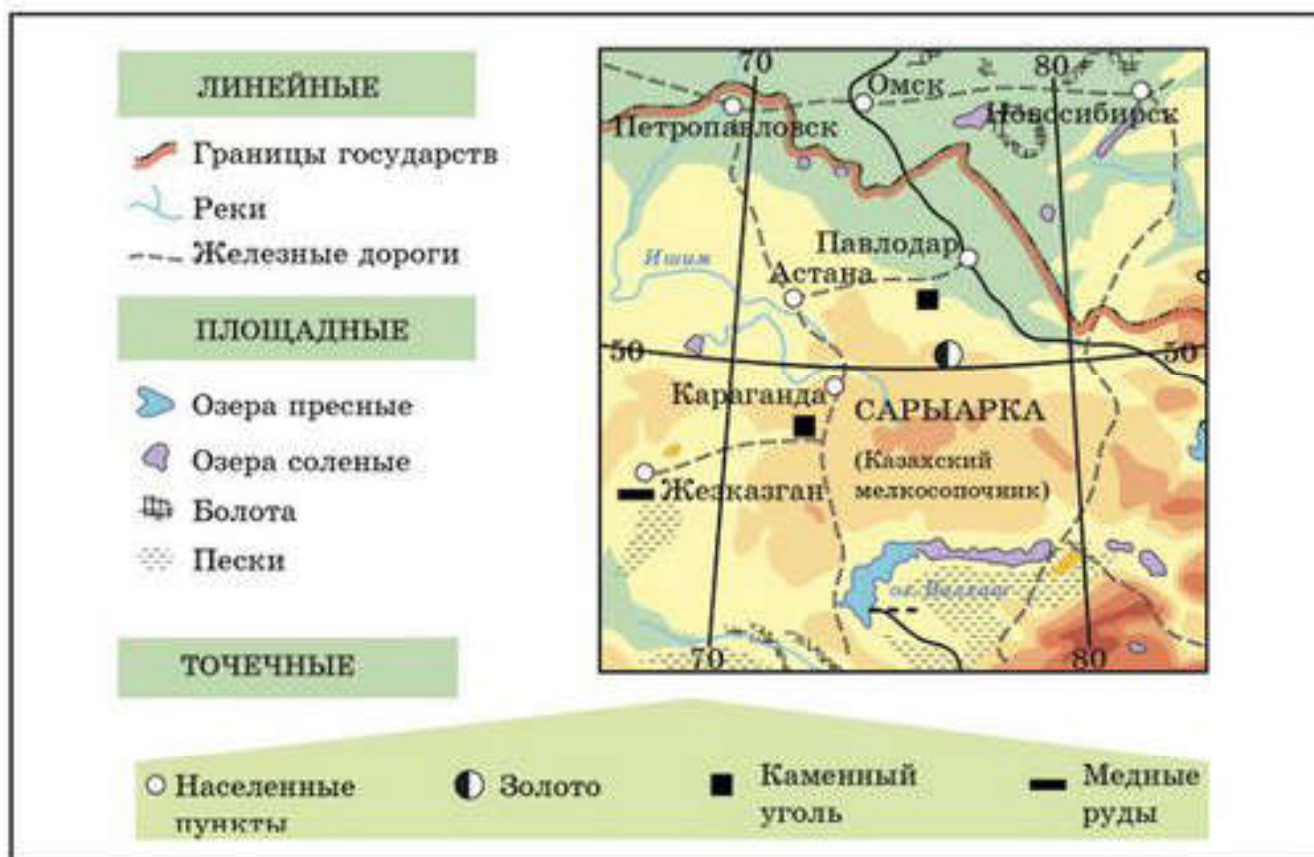 ЛИНЕЙНЫЕ
Границы государств
Реки
Железные дороги
ПЛОЩАДНЫЕ
Озера пресные
Озера соленые
Болота
Пески
ТОЧЕЧНЫЕ
70
80
Омск
Новосибирск
Петропавловск
Павлодар
Ишим
Астана
50
50
Караганда
САРЫАРКА
(Казахский
мелкосопочник)
Жезказган
оз. Балхаш
70
80
Населенные
пункты
Золото
Каменный
уголь
Медные
руды